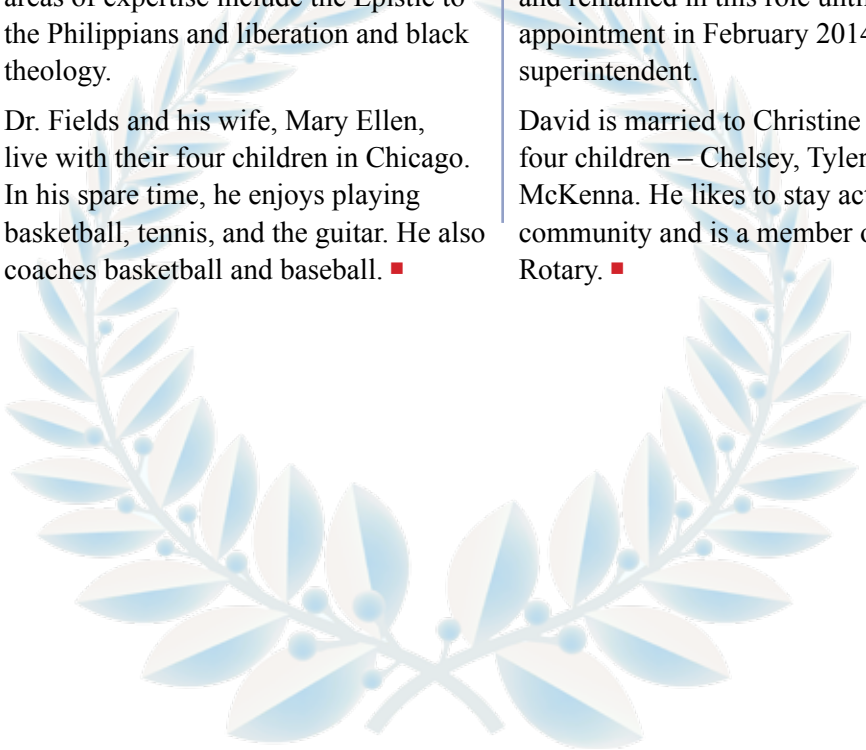 areas of expertise include the Epistle to
the Philippians and liberation and black
theology.
Dr. Fields and his wife, Mary Ellen,
live with their four children in Chicago.
In his spare time, he enjoys playing
basketball, tennis, and the guitar. He also
coaches basketball and baseball. ■
and remained in this role until
appointment in February 2014
superintendent.
David is married to Christine
four children – Chelsey, Tyler
McKenna. He likes to stay
community and is a member
Rotary. ■